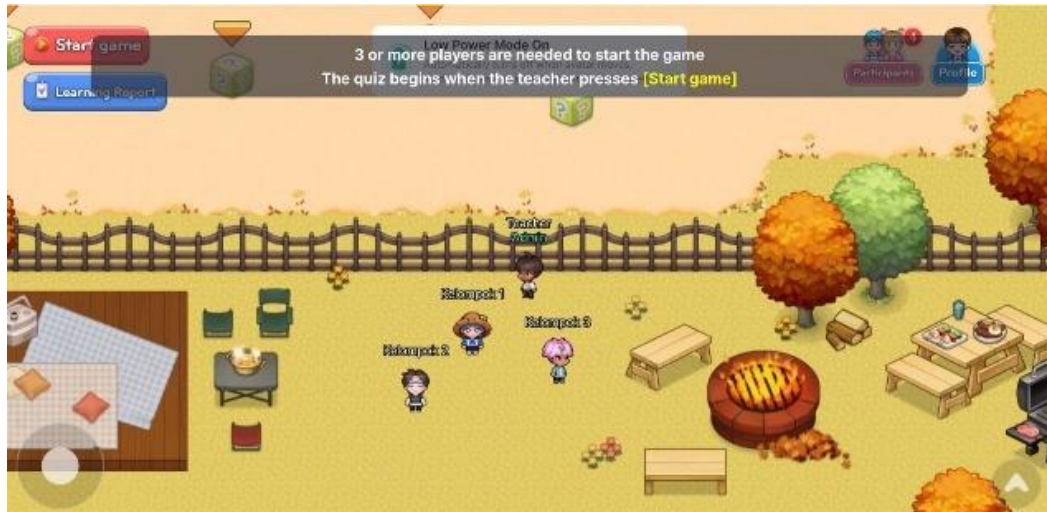 Start game
Low Power Mode On
3 or more players are needed to start the game
The quiz begins when the teacher presses [Start game]
Learning Report
4
Participants
Profile
Teacher
Admin
Kelompok 1
Kelompok 3
Kelompok 2